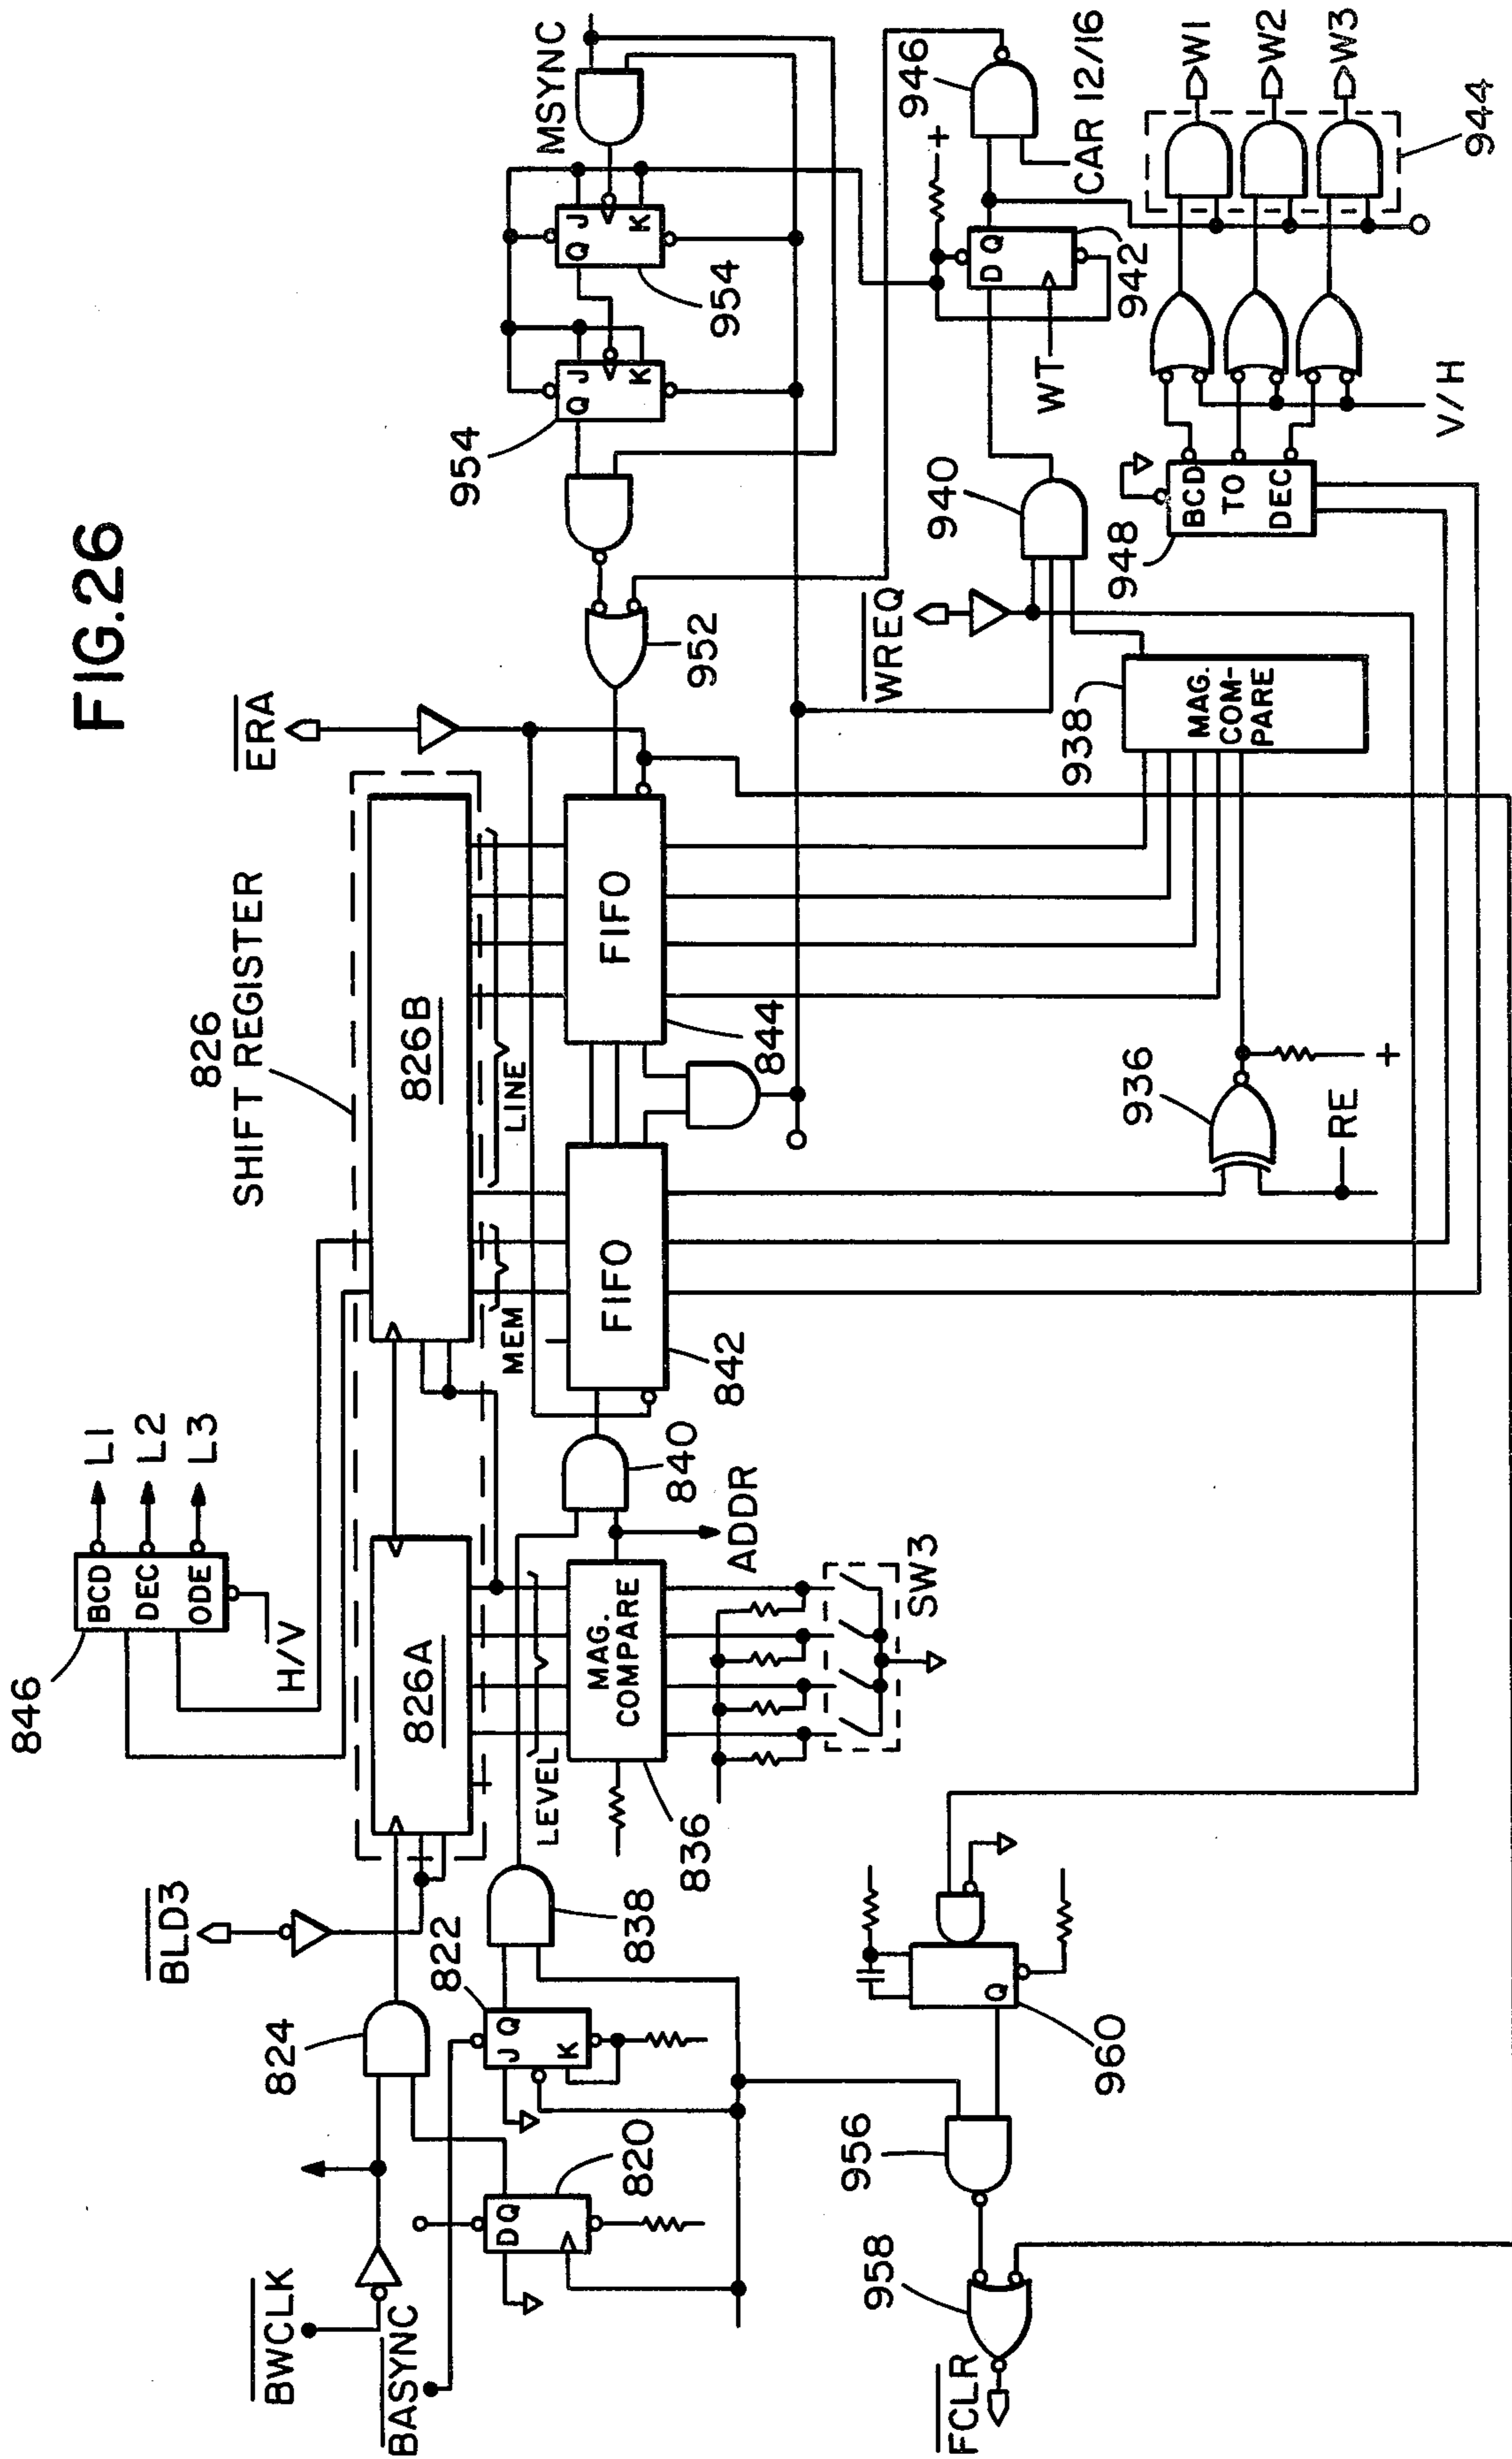 FIG.26
826
SHIFT REGISTER
846
BCD
DEC
ODE
L1
L2
L3
H/V
ERA
MSYNC
BWCLK
BASYNC
BLD3
824
826A
826B
LEVEL
MEM
LINE
954
954
Q
J
K
Q
J
K
822
J
Q
K
820
D
Q
838
MAG.
COMPARE
836
840
ADDR
SW3
FIFO
842
FIFO
844
952
WREQ
946
CAR 12/16
+
D
Q
942
WT
940
938
MAG.
COM-
PARE
936
RE
+
948
BCD
TO
DEC
V/H
W1
W2
W3
944
956
958
960
Q
FCLR